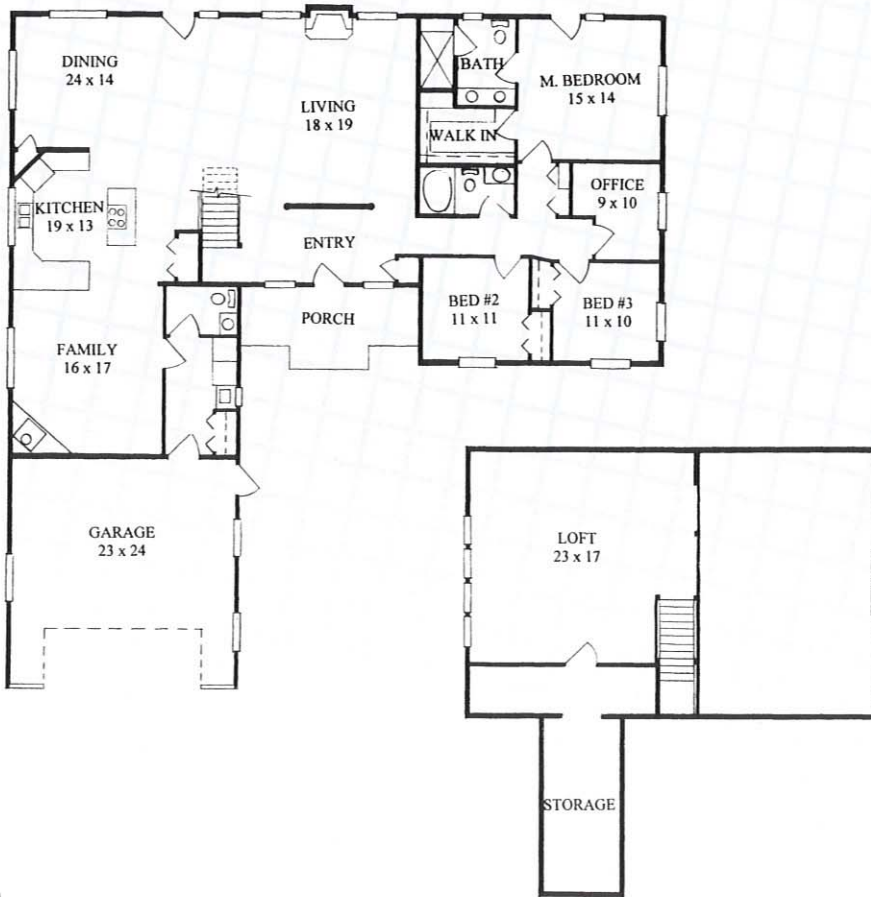 DINING
24 x 14
LIVING
18 x 19
BATH
M. BEDROOM
15 x 14
WALK IN
OFFICE
9 x 10
KITCHEN
19 x 13
ENTRY
BED #2
11 x 11
BED #3
11 x 10
PORCH
FAMILY
16 x 17
GARAGE
23 x 24
LOFT
23 x 17
STORAGE